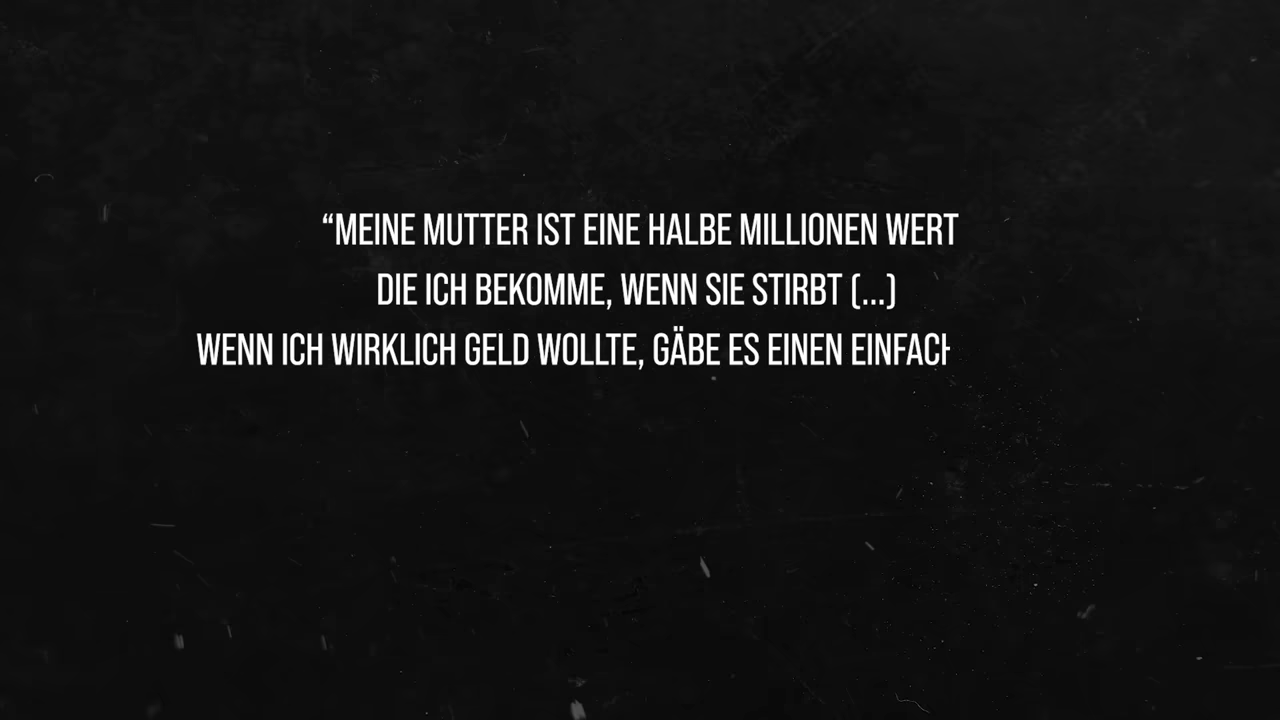 “MEINE MUTTER IST EINE HALBE MILLIONEN WERT
DIE ICH BEKOMME, WENN SIE STIRBT (...)
WENN ICH WIRKLICH GELD WOLLTE, GÄBE ES EINEN